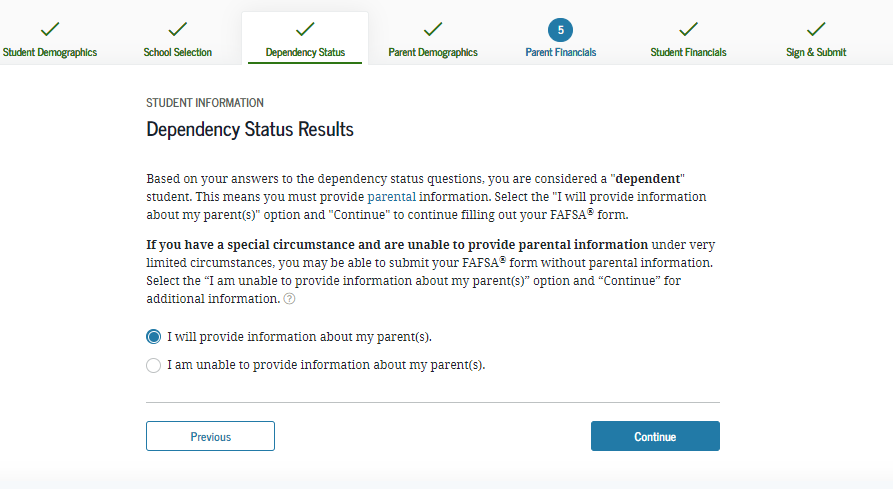 5
Student Demographics School Selection Dependency Status Parent Demographics Parent Financials Student Financials Sign & Submit
STUDENT INFORMATION
Dependency Status Results
Based on your answers to the dependency status questions, you are considered a "dependent"
student. This means you must provide parental information. Select the "I will provide information
about my parent(s)" option and "Continue" to continue filling out your FAFSA® form.
If you have a special circumstance and are unable to provide parental information under very
limited circumstances, you may be able to submit your FAFSA® form without parental information.
Select the “I am unable to provide information about my parent(s)” option and “Continue” for
additional information. ?
I will provide information about my parent(s).
I am unable to provide information about my parent(s).
Previous Continue